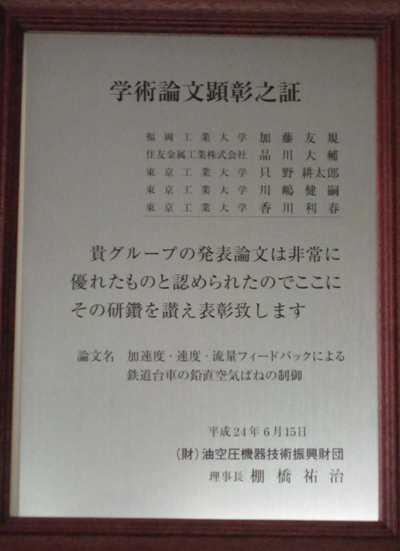 学術論文顕彰之証
福岡工業大学 加藤友規
住友金属工業株式会社 品川大輔
東京工業大学 只野耕太郎
東京工業大学 川嶋健嗣
東京工業大学 香川利春
貴グループの発表論文は非常に
優れたものと認められたのでここに
その研鑽を讃え表彰致します
論文名 加速度・速度・流量フィードバックによる
鉄道台車の鉛直空気ばねの制御
平成24年6月15日
(財)油空圧機器技術振興財団
理事長 棚橋祐治